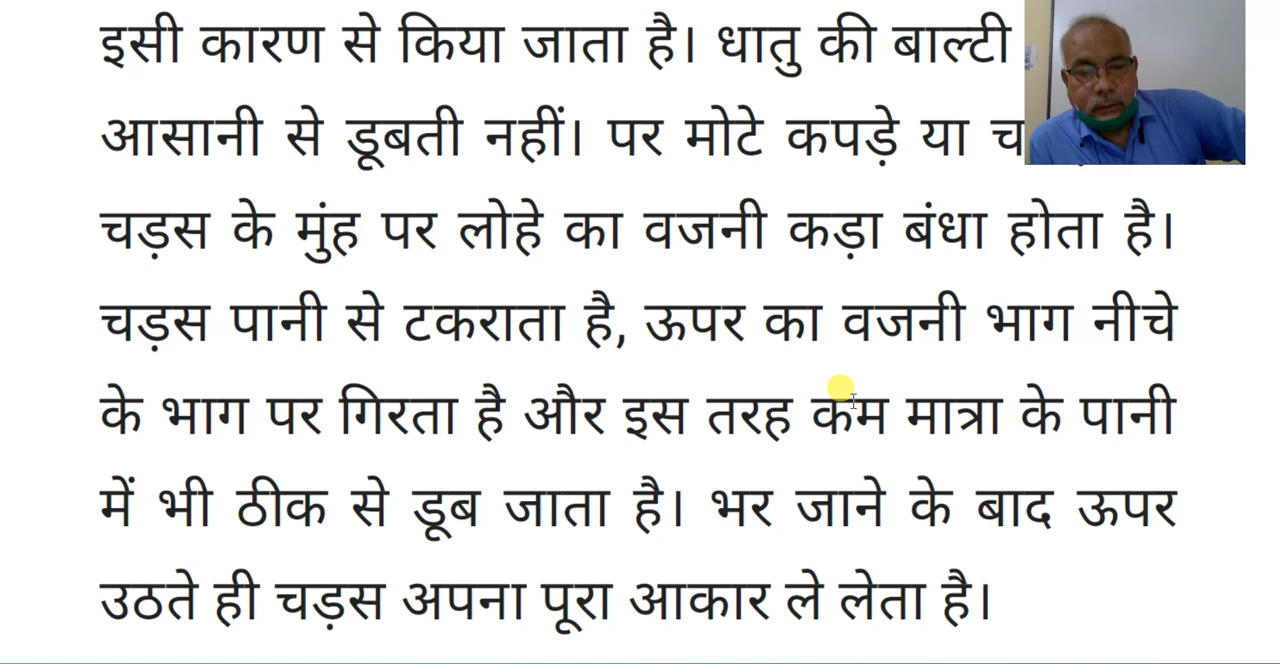 इसी कारण से किया जाता है। धातु की बाल्टी
आसानी से डूबती नहीं। पर मोटे कपड़े या
चड़स के मुंह पर लोहे का वजनी कड़ा बंधा होता है।
चड़स पानी से टकराता है, ऊपर का वजनी भाग नीचे
के भाग पर गिरता है और इस तरह कम मात्रा के पानी
में भी ठीक से डूब जाता है। भर जाने के बाद ऊपर
उठते ही चड़स अपना पूरा आकार ले लेता है।